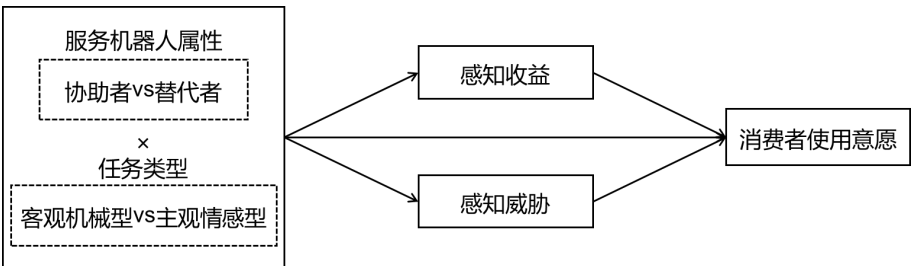 服务机器人属性
协助者vs替代者
×
任务类型
客观机械型vs主观情感型
感知收益
感知威胁
消费者使用意愿